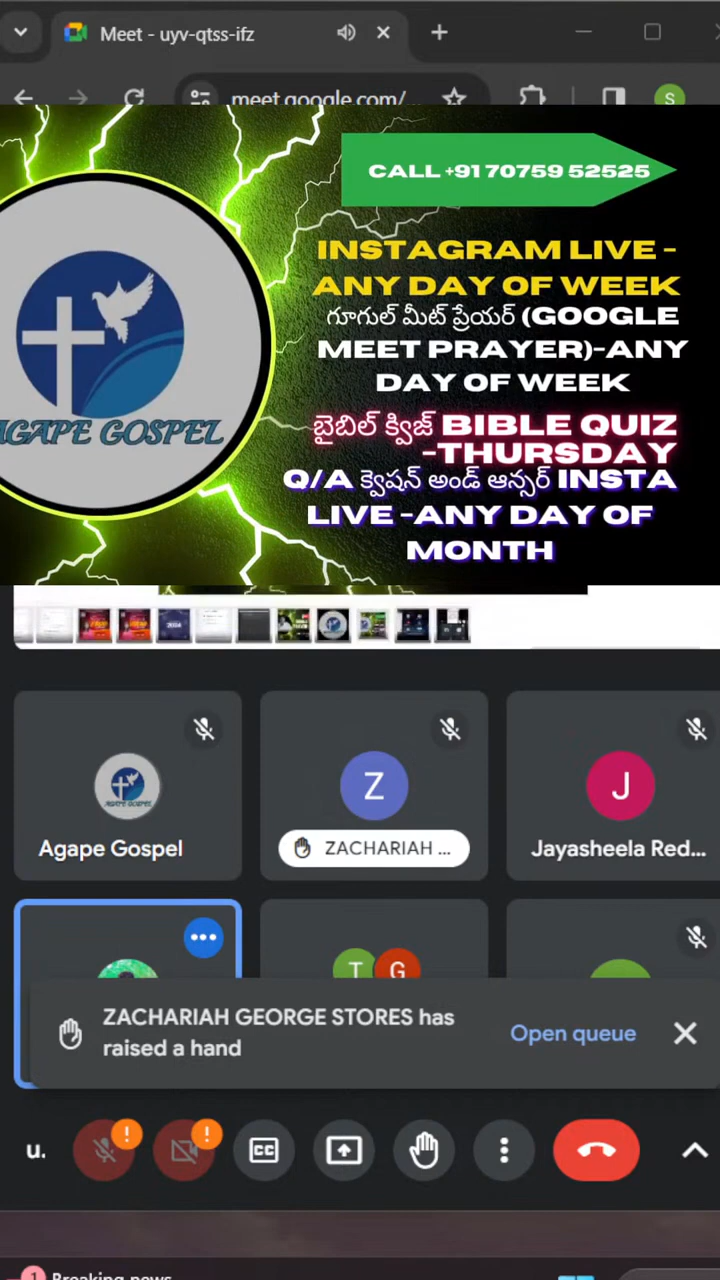 Meet - uyv-qtss-ifz
meet.google.com/...
S
CALL +91 70759 52525
INSTAGRAM LIVE -
ANY DAY OF WEEK
గూగుల్ మీట్ ప్రేయర్ (GOOGLE
MEET PRAYER)-ANY
DAY OF WEEK
బైబిల్ క్విజ్ BIBLE QUIZ
-THURSDAY
Q/A క్వెషన్ అండ్ ఆన్సర్ INSTA
LIVE -ANY DAY OF
MONTH
AGAPE GOSPEL
Z
J
Agape Gospel
ZACHARIAH ...
Jayasheela Red...
T G
ZACHARIAH GEORGE STORES has
raised a hand
Open queue
u.
CC
1
Breaking news